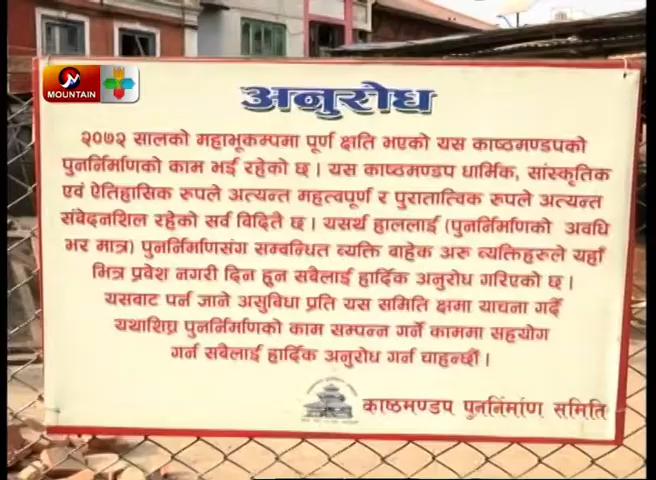 MOUNTAIN
अनुरोध
२०७२ सालको महाभूकम्पमा पूर्ण क्षति भएको यस काष्ठमण्डपको
पुनर्निर्माणको काम भई रहेको छ । यस काष्ठमण्डप धार्मिक, सांस्कृतिक
एवं ऐतिहासिक रुपले अत्यन्त महत्वपूर्ण र पुरातात्विक रुपले अत्यन्त
संवेदनशिल रहेको सर्व विदितै छ । यसर्थ हाललाई (पुनर्निर्माणको अवधि
भर मात्र) पुनर्निर्माणसंग सम्वन्धित व्यक्ति वाहेक अरु व्यक्तिहरुले यहाँ
भित्र प्रवेश नगरी दिन हुन सबैलाई हार्दिक अनुरोध गरिएको छ ।
यसबाट पर्न जाने असुविधा प्रति यस समिति क्षमा याचना गर्दै
यथाशिघ्र पुनर्निर्माणको काम सम्पन्न गर्ने काममा सहयोग
गर्न सबैलाई हार्दिक अनुरोध गर्न चाहन्छौं ।
काष्ठमण्डप पुनर्निर्माण समिति